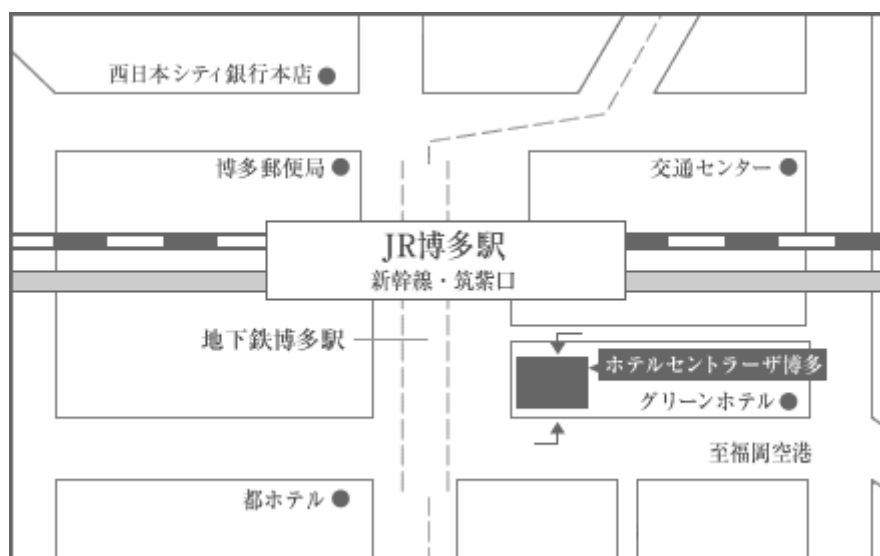 西日本シティ銀行本店
博多郵便局
交通センター
JR博多駅
新幹線・筑紫口
地下鉄博多駅
ホテルセントラーザ博多
グリーンホテル
至福岡空港
都ホテル